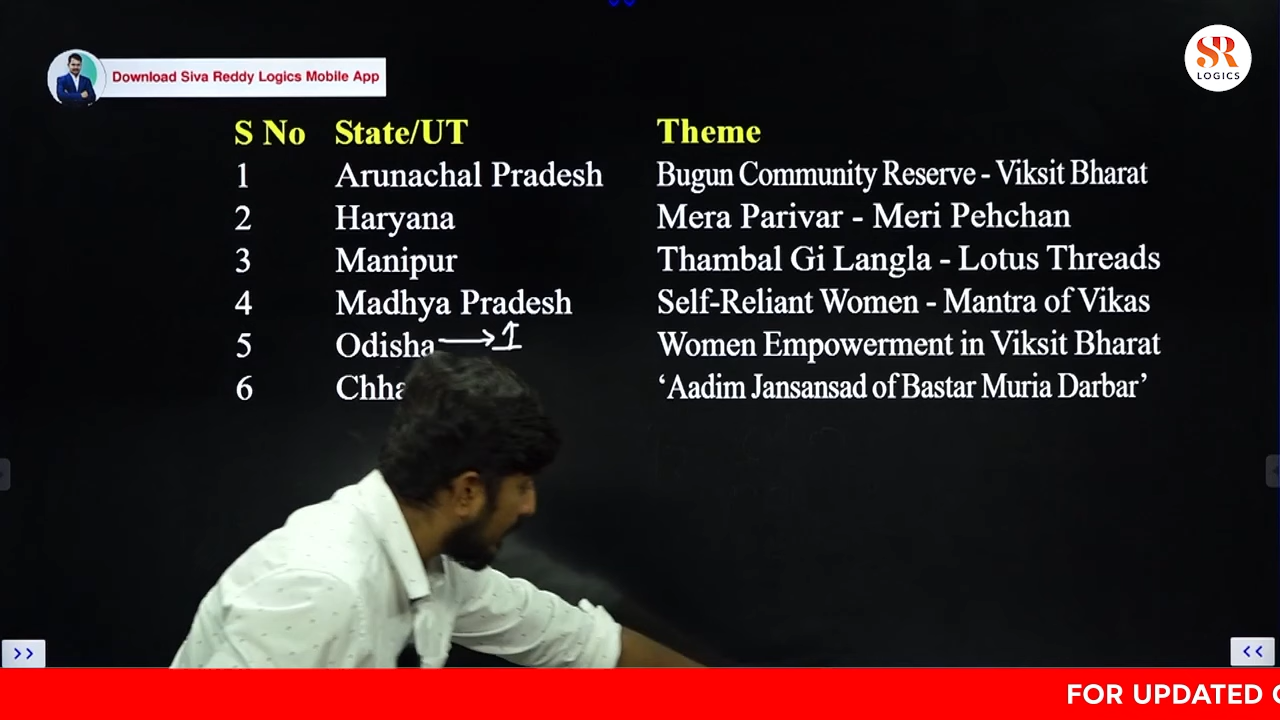 Download Siva Reddy Logics Mobile App
SR
LOGICS
S No State/UT Theme
1 Arunachal Pradesh Bugun Community Reserve - Viksit Bharat
2 Haryana Mera Parivar - Meri Pehchan
3 Manipur Thambal Gi Langla - Lotus Threads
4 Madhya Pradesh Self-Reliant Women - Mantra of Vikas
5 Odisha → 1 Women Empowerment in Viksit Bharat
6 ‘Aadim Jansansad of Bastar Muria Darbar’
>> <<
FOR UPDATED